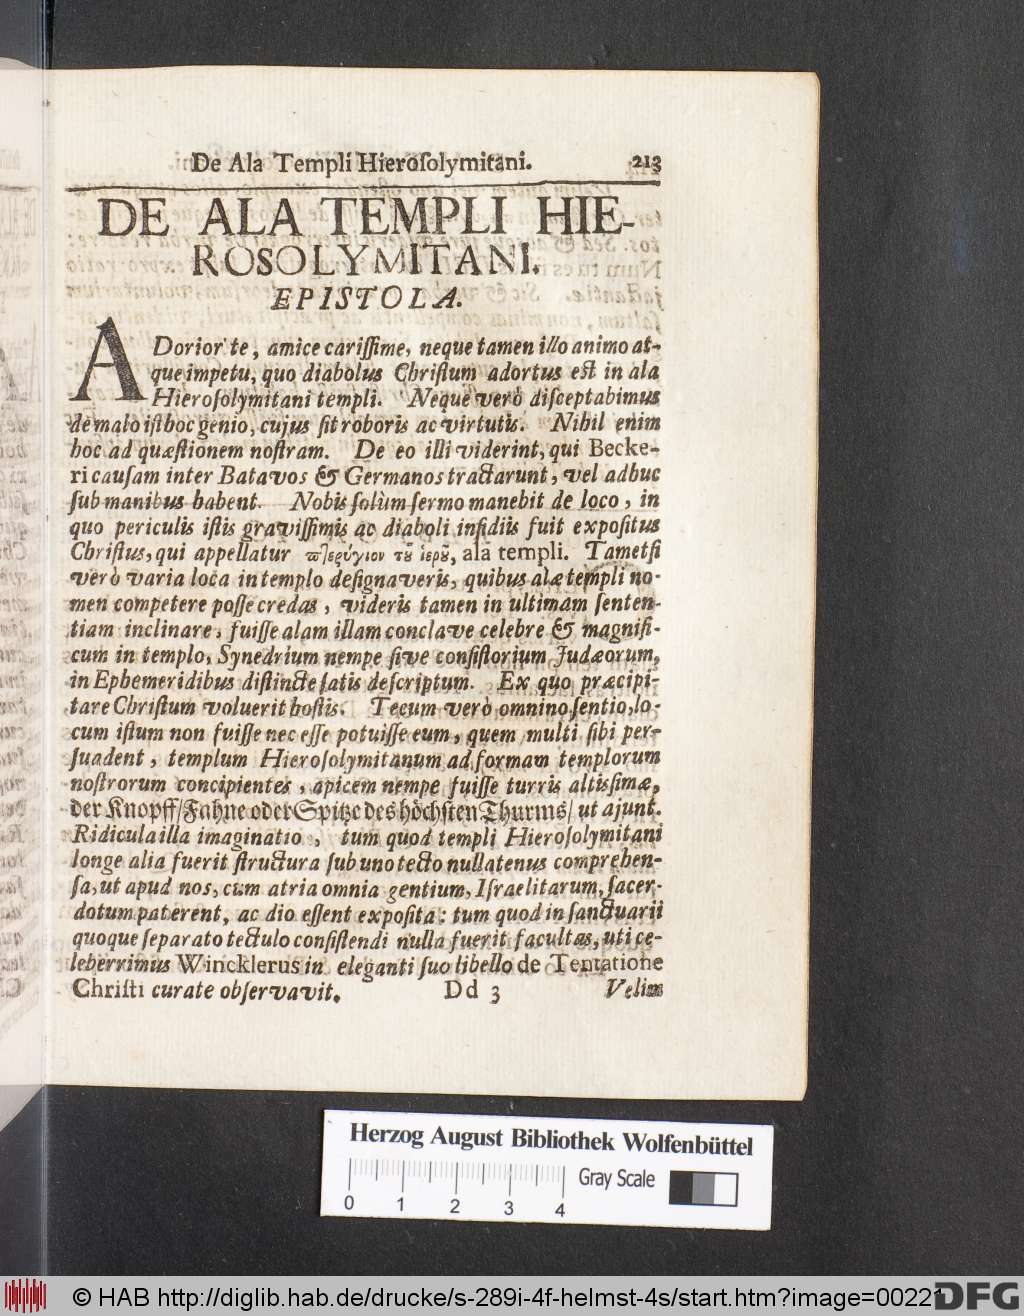 De Ala Templi Hieroſolymitani. 213
DE ALA TEMPLI HIE-
ROSOLYMITANI.
EPISTOLA.
ADorior te, amice cariſſime, neque tamen illo animo at-
que impetu, quo diabolus Chriſtum adortus eſt in ala
Hieroſolymitani templi. Neque verò diſceptabimus
de malo iſthoc genio, cujus ſit roboris ac virtutis. Nihil enim
hoc ad quæſtionem noſtram. De eo illi viderint, qui Becke-
ri cauſam inter Batavos & Germanos tractarunt, vel adhuc
ſub manibus habent. Nobis ſolùm ſermo manebit de loco, in
quo periculis iſtis graviſſimis ac diaboli inſidiis fuit expoſitus
Chriſtus, qui appellatur πτερύγιον τοῦ ἱεροῦ, ala templi. Tametſi
verò varia loca in templo deſignaveris, quibus alæ templi no-
men competere poſſe credas, videris tamen in ultimam ſenten-
tiam inclinare, fuiſſe alam illam conclave celebre & magnifi-
cum in templo, Synedrium nempe ſive conſiſtorium Judæorum,
in Ephemeridibus diſtincte ſatis deſcriptum. Ex quo præcipi-
tare Chriſtum voluerit hoſtis. Tecum verò omnino ſentio, lo-
cum iſtum non fuiſſe nec eſſe potuiſſe eum, quem multi ſibi per-
ſuadent, templum Hieroſolymitanum ad formam templorum
noſtrorum concipientes, apicem nempe fuiſſe turris altisſimæ,
der Knopff/Fahne oder Spitze des höchſten Thurms/ ut ajunt.
Ridicula illa imaginatio, tum quod templi Hieroſolymitani
longe alia fuerit ſtructura ſub uno tecto nullatenus comprehen-
ſa, ut apud nos, cum atria omnia gentium, Iſraelitarum, ſacer-
dotum paterent, ac dio eſſent expoſita: tum quod in ſanctuarii
quoque ſeparato tectulo conſiſtendi nulla fuerit facultas, uti ce-
leberrimus Wincklerus in eleganti ſuo libello de Tentatione
Chriſti curate obſervavit. Dd 3 Velim
Herzog August Bibliothek Wolfenbüttel
Gray Scale
0 1 2 3 4
© HAB http://diglib.hab.de/drucke/s-289i-4f-helmst-4s/start.htm?image=00221
DFG